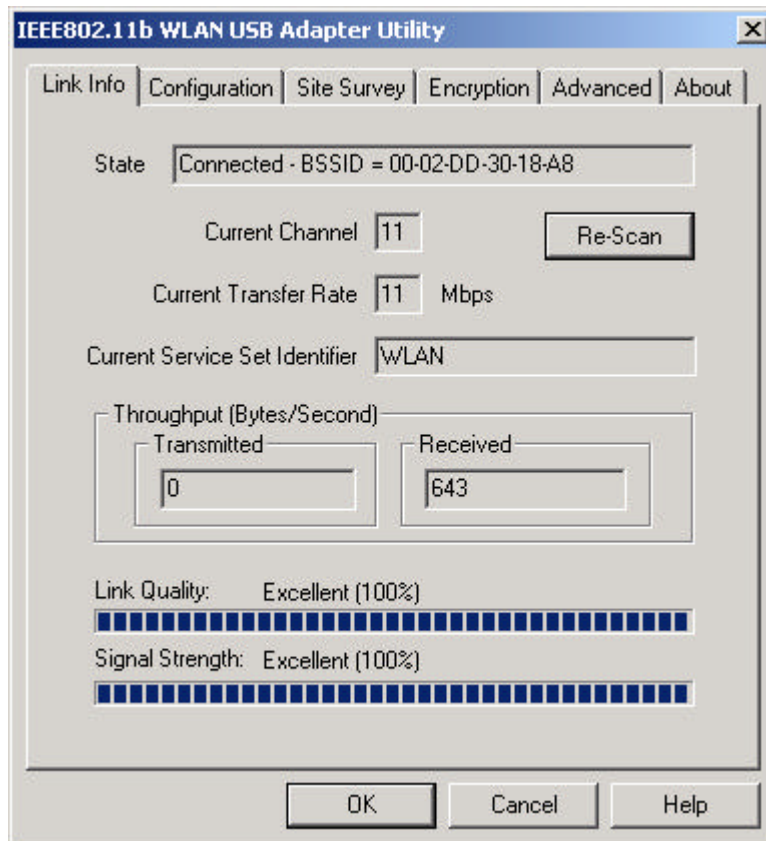 IEEE802.11b WLAN USB Adapter Utility
Link Info Configuration Site Survey Encryption Advanced About
State Connected - BSSID = 00-02-DD-30-18-A8
Current Channel 11 Re-Scan
Current Transfer Rate 11 Mbps
Current Service Set Identifier WLAN
Throughput (Bytes/Second)
Transmitted Received
0 643
Link Quality: Excellent (100%)
Signal Strength: Excellent (100%)
OK Cancel Help